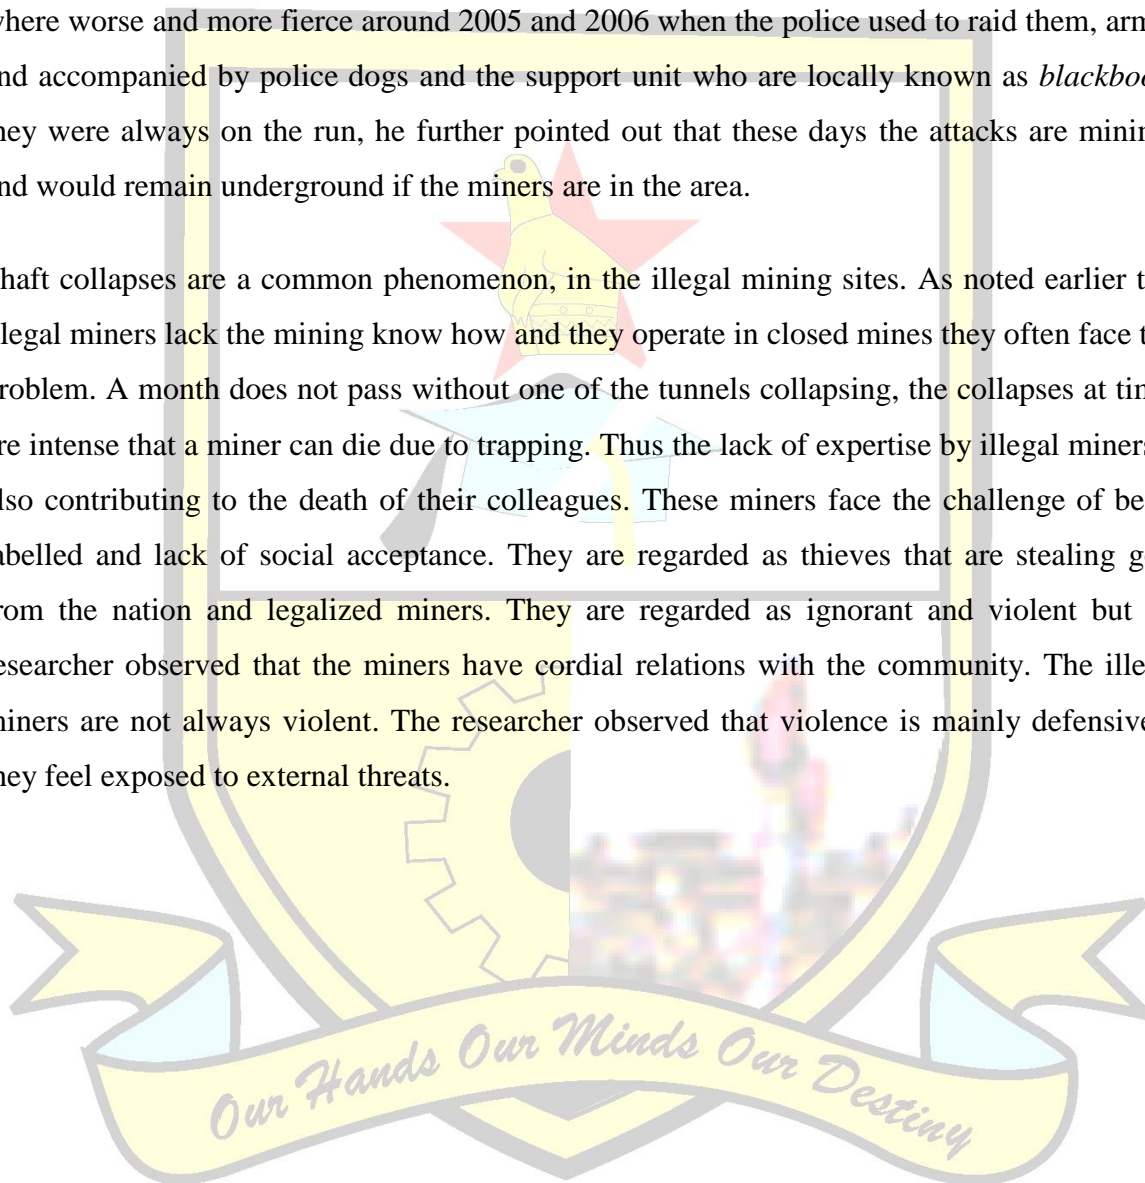 where worse and more fierce around 2005 and 2006 when the police used to raid them, arm
and accompanied by police dogs and the support unit who are locally known as blackboo
they were always on the run, he further pointed out that these days the attacks are minim
and would remain underground if the miners are in the area.
haft collapses are a common phenomenon, in the illegal mining sites. As noted earlier t
llegal miners lack the mining know how and they operate in closed mines they often face t
roblem. A month does not pass without one of the tunnels collapsing, the collapses at tim
re intense that a miner can die due to trapping. Thus the lack of expertise by illegal miners
lso contributing to the death of their colleagues. These miners face the challenge of be
abelled and lack of social acceptance. They are regarded as thieves that are stealing go
rom the nation and legalized miners. They are regarded as ignorant and violent but
esearcher observed that the miners have cordial relations with the community. The ille
miners are not always violent. The researcher observed that violence is mainly defensive
they feel exposed to external threats.
Our Hands Our Minds Our Destiny